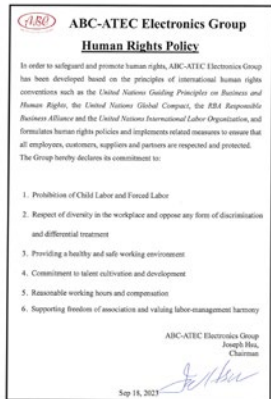 ABC
ABC-ATEC Electronics Group
Human Rights Policy
In order to safeguard and promote human rights, ABC-ATEC Electronics Group
has been developed based on the principles of international human rights
conventions such as the United Nations Guiding Principles on Business and
Human Rights, the United Nations Global Compact, the RBA Responsible
Business Alliance and the United Nations International Labor Organization, and
formulates human rights policies and implements related measures to ensure that
all employees, customers, suppliers and partners are respected and protected.
The Group hereby declares its commitment to:
1. Prohibition of Child Labor and Forced Labor
2. Respect of diversity in the workplace and oppose any form of discrimination
and differential treatment
3. Providing a healthy and safe working environment
4. Commitment to talent cultivation and development
5. Reasonable working hours and compensation
6. Supporting freedom of association and valuing labor-management harmony
ABC-ATEC Electronics Group
Joseph Hsu,
Chairman
Sep 18, 2023